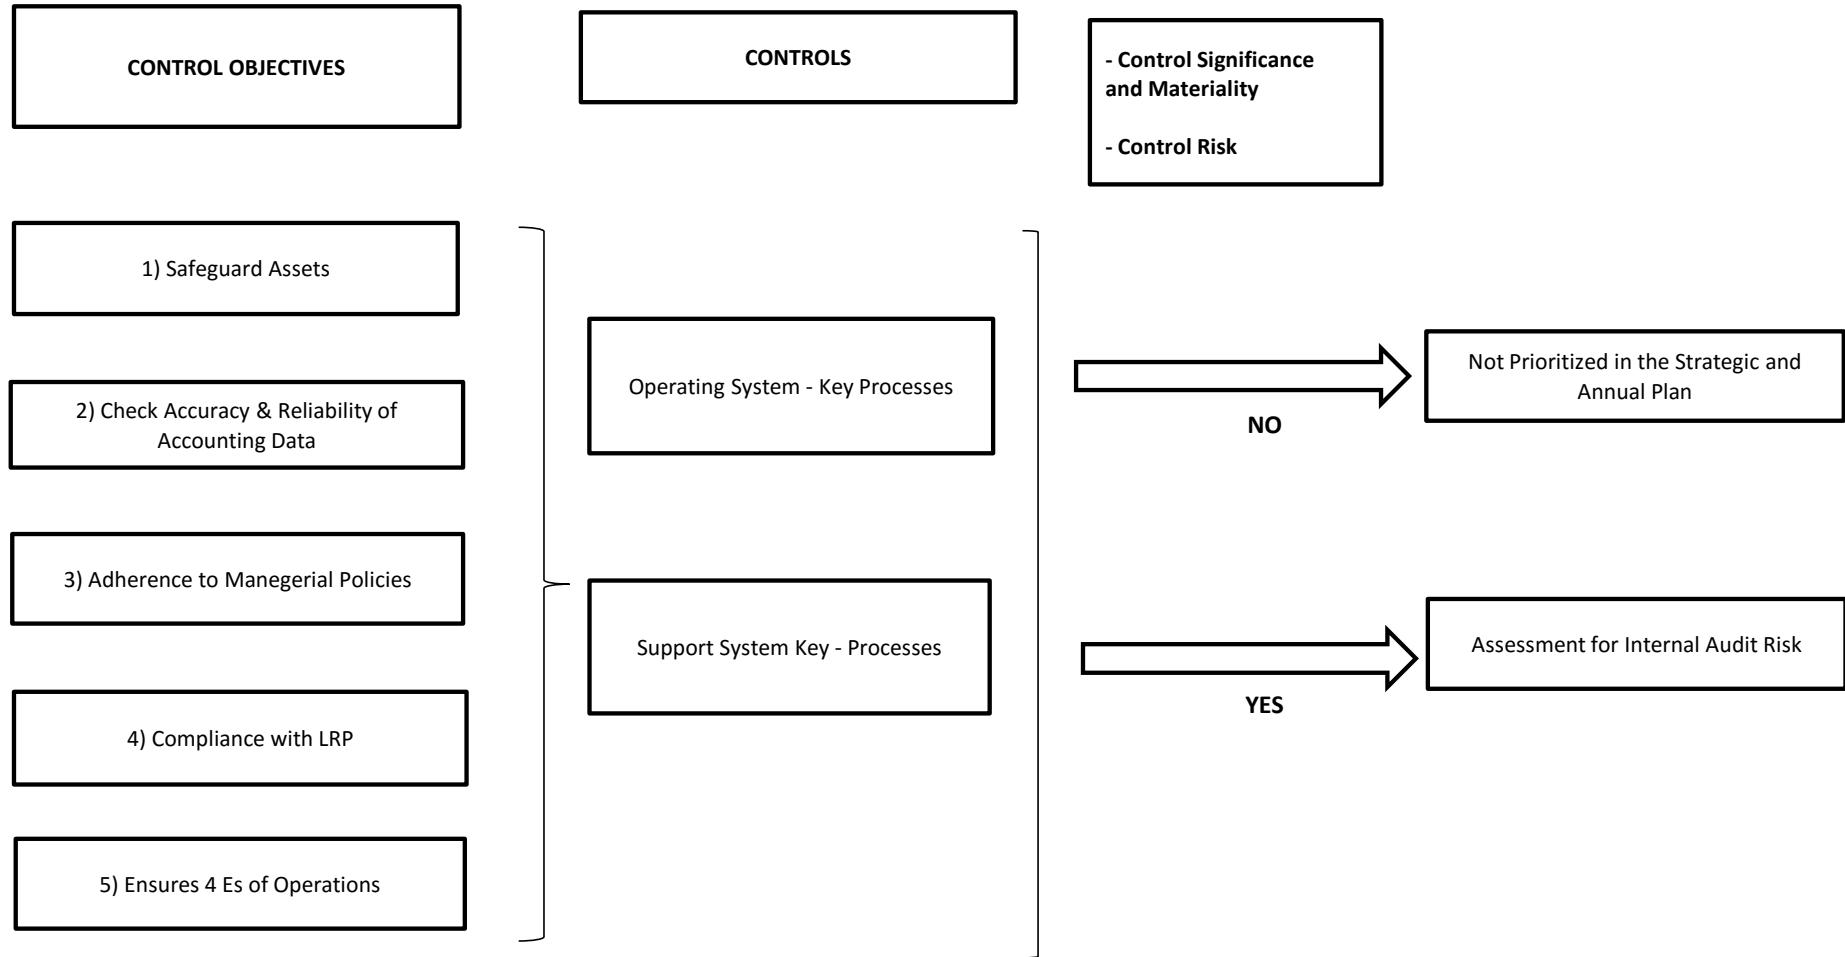 CONTROL OBJECTIVES
CONTROLS
- Control Significance
and Materiality
- Control Risk
1) Safeguard Assets
2) Check Accuracy & Reliability of
Accounting Data
3) Adherence to Manegerial Policies
4) Compliance with LRP
5) Ensures 4 Es of Operations
Operating System - Key Processes
Support System Key - Processes
NO
Not Prioritized in the Strategic and
Annual Plan
YES
Assessment for Internal Audit Risk